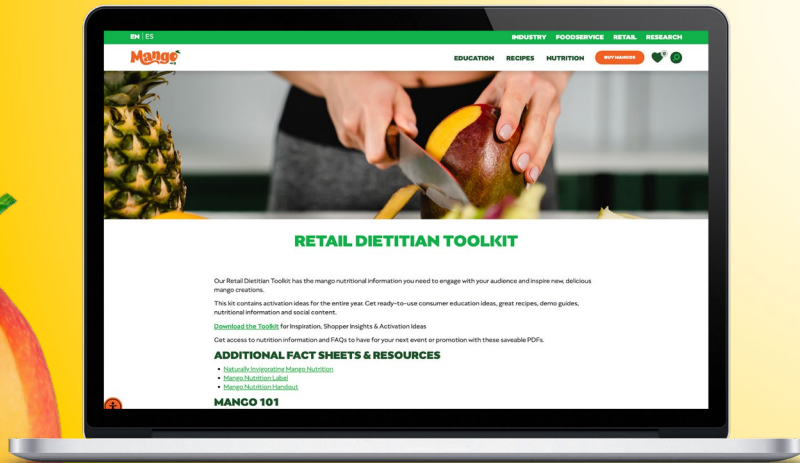 EN | ES
INDUSTRY FOODSERVICE RETAIL RESEARCH
Mango
EDUCATION RECIPES NUTRITION BUY MANGOS 0
RETAIL DIETITIAN TOOLKIT
Our Retail Dietitian Toolkit has the mango nutritional information you need to engage with your audience and inspire new, delicious
mango creations.
This kit contains activation ideas for the entire year. Get ready-to-use consumer education ideas, great recipes, demo guides,
nutritional information and social content.
Download the Toolkit for Inspiration, Shopper Insights & Activation Ideas
Get access to nutrition information and FAQs to have for your next event or promotion with these saveable PDFs.
ADDITIONAL FACT SHEETS & RESOURCES
• Naturally Invigorating Mango Nutrition
• Mango Nutrition Label
• Mango Nutrition Handout
MANGO 101